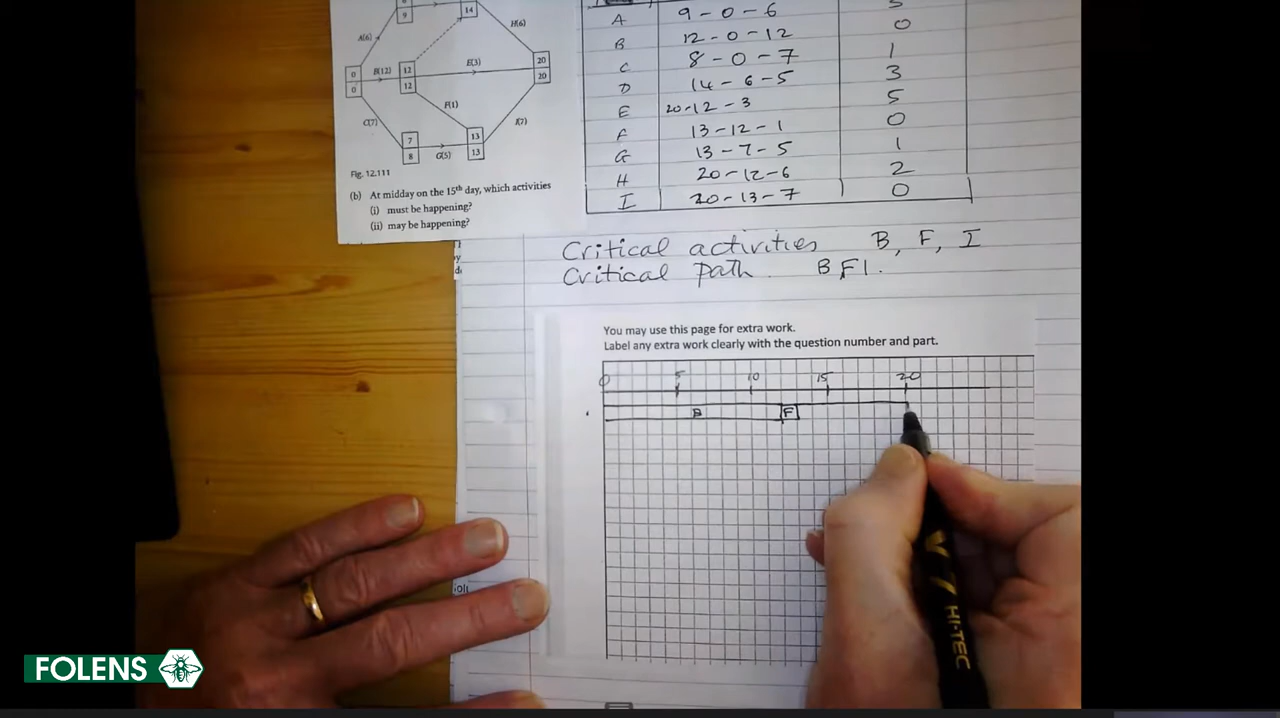 9
14
H(6)
A(6)
E(3)
20
20
0
0
B(12)
12
12
F(1)
C(7)
I(7)
7
8
G(5)
13
13
Fig. 12.111
(b) At midday on the 15th day, which activities
(i) must be happening?
(ii) may be happening?
A 9-0-6 3
B 12-0-12 0
C 8-0-7 1
D 14-6-5 3
E 20-12-3 5
F 13-12-1 0
G 13-7-5 1
H 20-12-6 2
I 20-13-7 0
Critical activities B, F, I
Critical path BFI.
You may use this page for extra work.
Label any extra work clearly with the question number and part.
0 5 10 15 20
B F
V7 HI-TEC
FOLENS